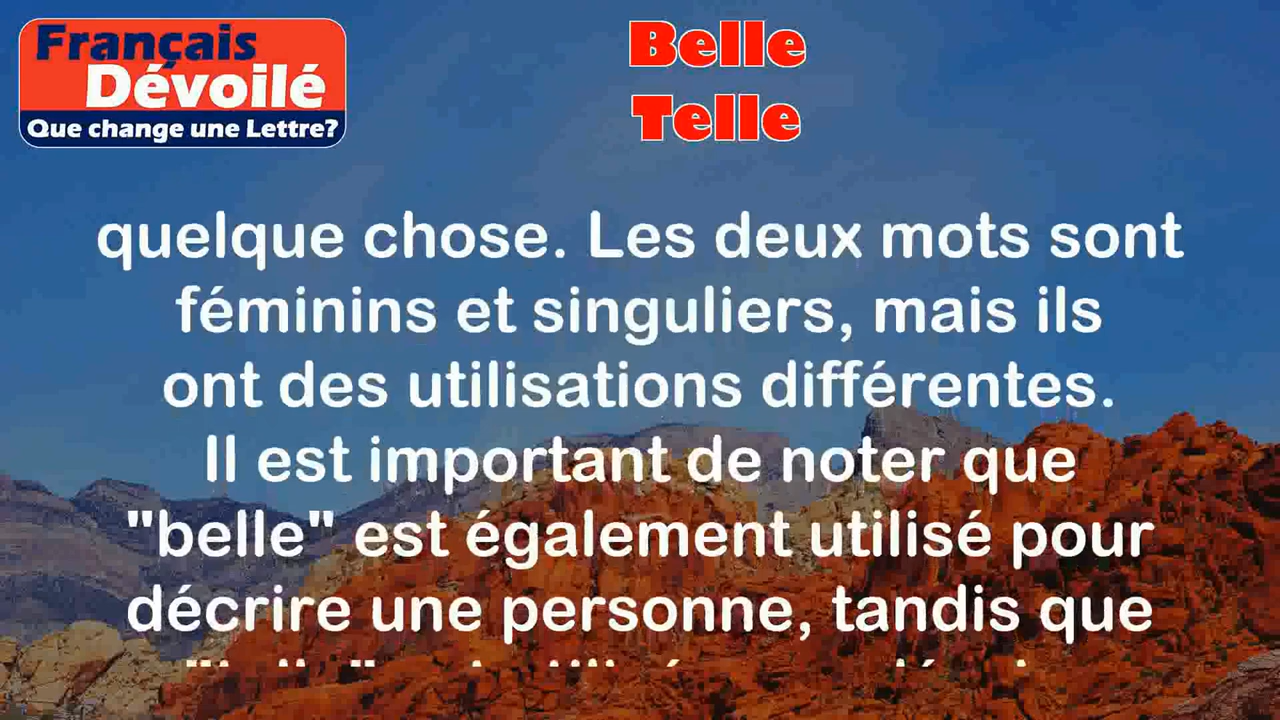 Français
Dévoilé
Que change une Lettre?
Belle
Telle
quelque chose. Les deux mots sont
féminins et singuliers, mais ils
ont des utilisations différentes.
Il est important de noter que
"belle" est également utilisé pour
décrire une personne, tandis que